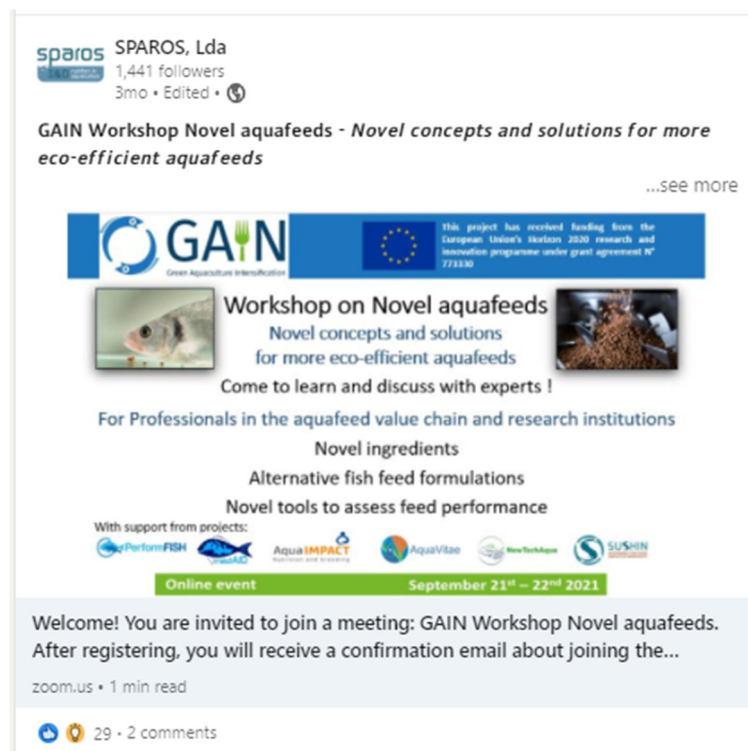 sparos
SPAROS, Lda
1,441 followers
3mo • Edited •
GAIN Workshop Novel aquafeeds - Novel concepts and solutions for more
eco-efficient aquafeeds
...see more
GAIN
Green Aquaculture Intensification
This project has received funding from the
European Union's Horizon 2020 research and
innovation programme under grant agreement N°
773330
Workshop on Novel aquafeeds
Novel concepts and solutions
for more eco-efficient aquafeeds
Come to learn and discuss with experts !
For Professionals in the aquafeed value chain and research institutions
Novel ingredients
Alternative fish feed formulations
Novel tools to assess feed performance
With support from projects:
PerformFISH
medAID
AquaIMPACT
Nutrition and breeding
AquaVitae
NewTechAqua
SUSHIN
Online event
September 21st – 22nd 2021
Welcome! You are invited to join a meeting: GAIN Workshop Novel aquafeeds.
After registering, you will receive a confirmation email about joining the...
zoom.us • 1 min read
29 · 2 comments